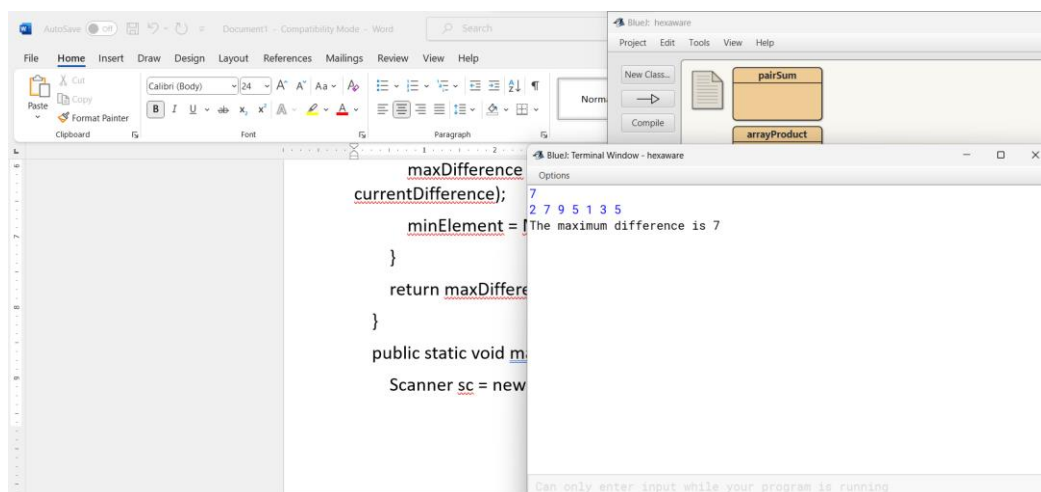 AutoSave Off Document1 - Compatibility Mode - Word Search
File Home Insert Draw Design Layout References Mailings Review View Help
Paste
Cut
Copy
Format Painter
Clipboard
Calibri (Body) 24
Font
Paragraph
maxDifference
currentDifference);
minElement =
}
return
}
public static void
Scanner sc = new
BlueJ: hexaware
Project Edit Tools View Help
New Class...
Compile
pairSum
arrayProduct
BlueJ: Terminal Window - hexaware
Options
7
2 7 9 5 1 3 5
The maximum difference is 7
Can only enter input while your program is running